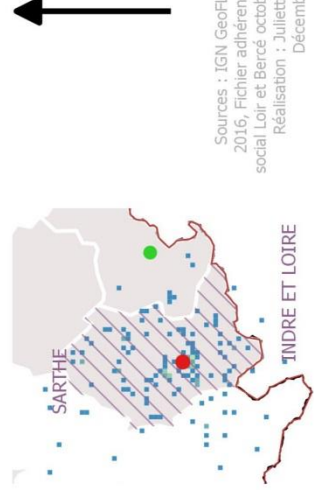 SARTHE
INDRE ET LOIRE
Sources : IGN GeoFl
2016, Fichier adhéren
social Loir et Bercé octob
Réalisation : Juliett
Décemb